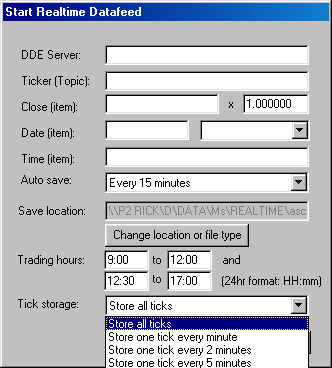 Start Realtime Datafeed
DDE Server:
Ticker (Topic):
Close (item): x 1.000000
Date (item):
Time (item):
Auto save: Every 15 minutes
Save location: \\P2 RICK\D\DATA\Ms\REALTIME\asc
Change location or file type
Trading hours: 9:00 to 12:00 and
12:30 to 17:00 (24hr format: HH:mm)
Tick storage: Store all ticks
Store all ticks
Store one tick every minute
Store one tick every 2 minutes
Store one tick every 5 minutes